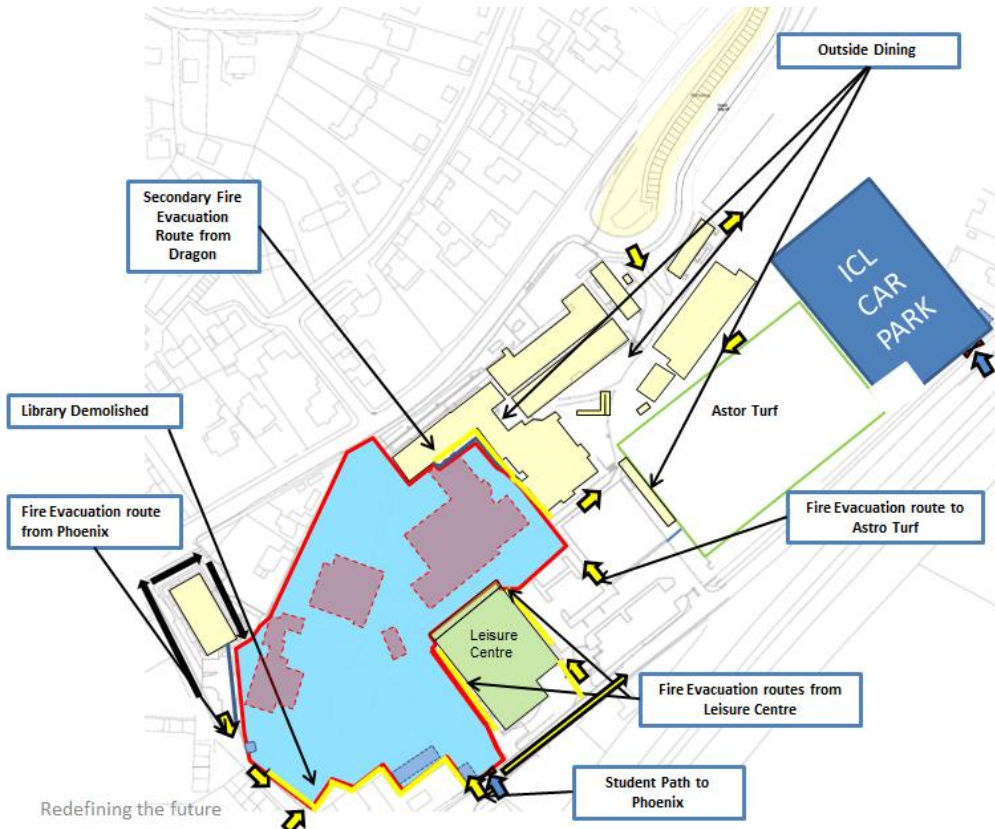 Outside Dining
Secondary Fire
Evacuation
Route from
Dragon
ICL
CAR
PARK
Library Demolished
Astor Turf
Fire Evacuation route
from Phoenix
Fire Evacuation route to
Astro Turf
Leisure
Centre
Fire Evacuation routes from
Leisure Centre
Student Path to
Phoenix
Redefining the future